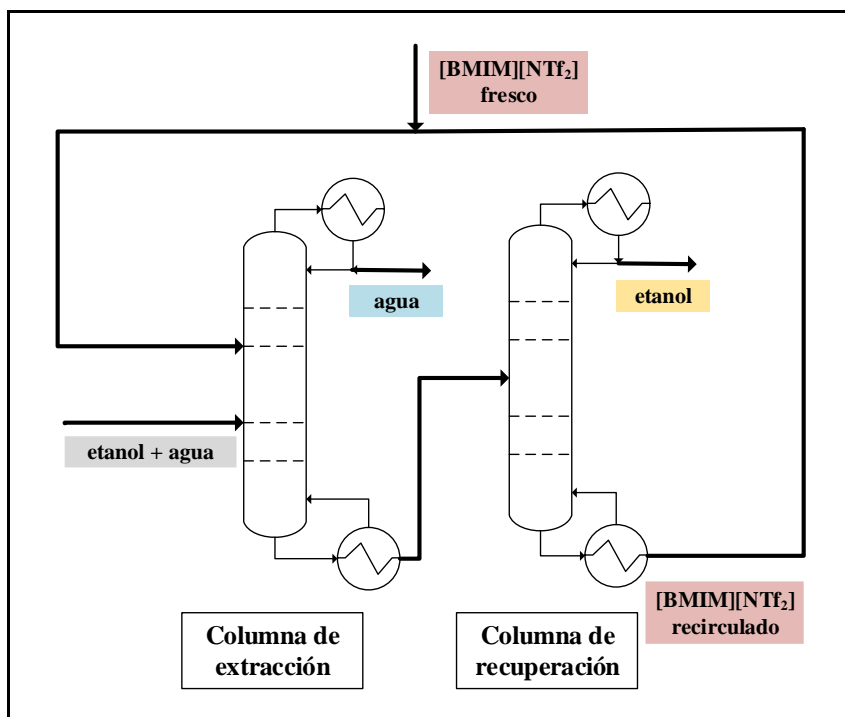 [BMIM][NTf₂]
fresco
agua
etanol
etanol + agua
[BMIM][NTf₂]
recirculado
Columna de
extracción
Columna de
recuperación